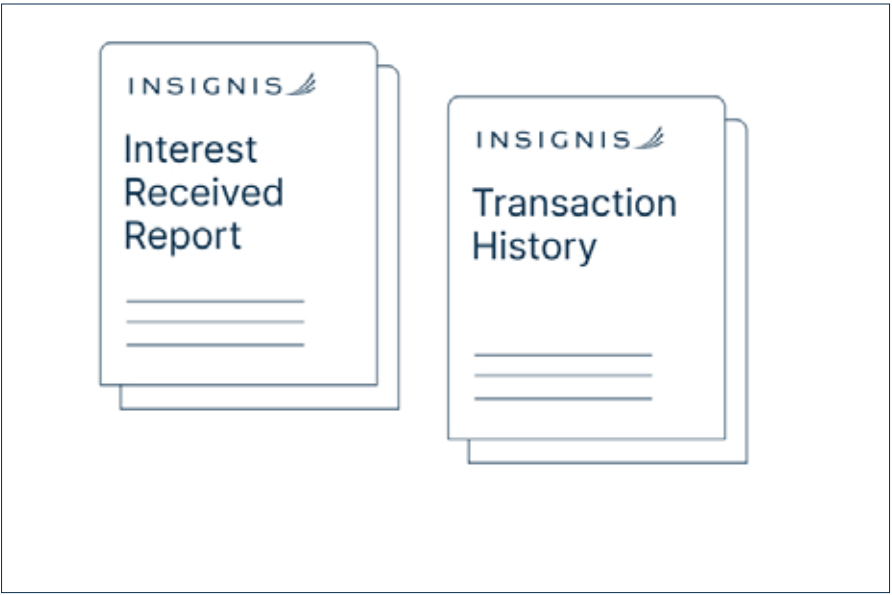 INSIGNIS
Interest
Received
Report
INSIGNIS
Transaction
History